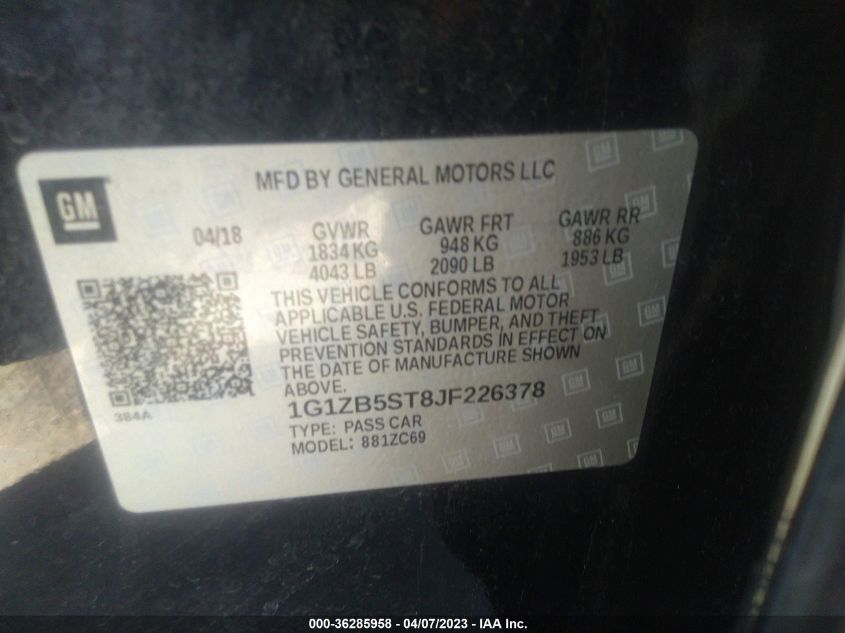 MFD BY GENERAL MOTORS LLC
GM
04/18 GVWR GAWR FRT GAWR RR
1834 KG 948 KG 886 KG
4043 LB 2090 LB 1953 LB
THIS VEHICLE CONFORMS TO ALL
APPLICABLE U.S. FEDERAL MOTOR
VEHICLE SAFETY, BUMPER, AND THEFT
PREVENTION STANDARDS IN EFFECT ON
THE DATE OF MANUFACTURE SHOWN
ABOVE.
384A
1G1ZB5ST8JF226378
TYPE: PASS CAR
MODEL: 881ZC69
000-36285958 - 04/07/2023 - IAA Inc.